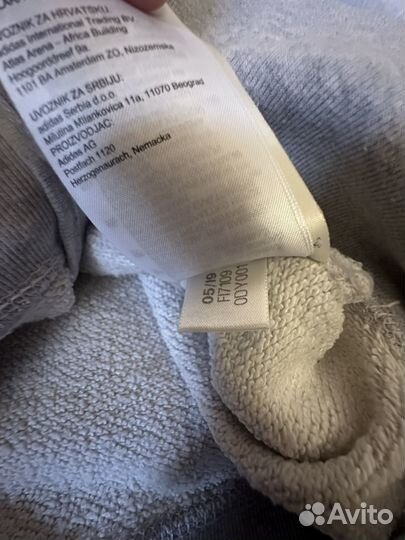 UVOZNIK ZA HRVATSKU
adidas International Trading BV
Atlas Arena - Africa Building
Hoogoorddreef 9a
1101 BA Amsterdam ZO, Nizozemska
UVOZNIK ZA SRBIJU:
adidas Serbia d.o.o.
Milutina Milankovica 11a, 11070 Beograd
PROIZVODJAC:
Adidas AG
Postfach 1120
Herzogenaurach, Nemacka
05/19
FI7109
0DY001
Avito